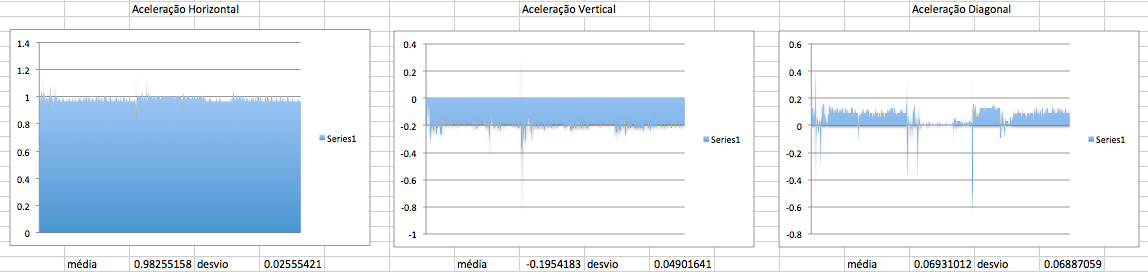 Aceleração Horizontal
1.4
1.2
1
0.8
0.6
0.4
0.2
0
Series1
média 0.98255158 desvio 0.02555421
Aceleração Vertical
0.4
0.2
0
-0.2
-0.4
-0.6
-0.8
-1
Series1
média -0.1954183 desvio 0.04901641
Aceleração Diagonal
0.6
0.4
0.2
0
-0.2
-0.4
-0.6
-0.8
Series1
média 0.06931012 desvio 0.06887059